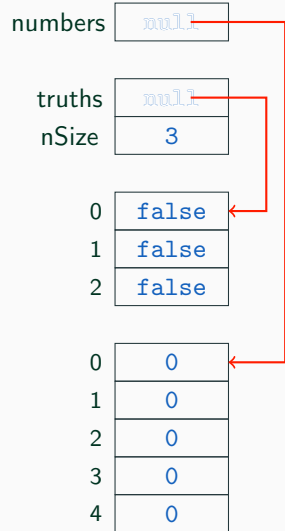 numbers null
truths null
nSize 3
0 false
1 false
2 false
0 0
1 0
2 0
3 0
4 0